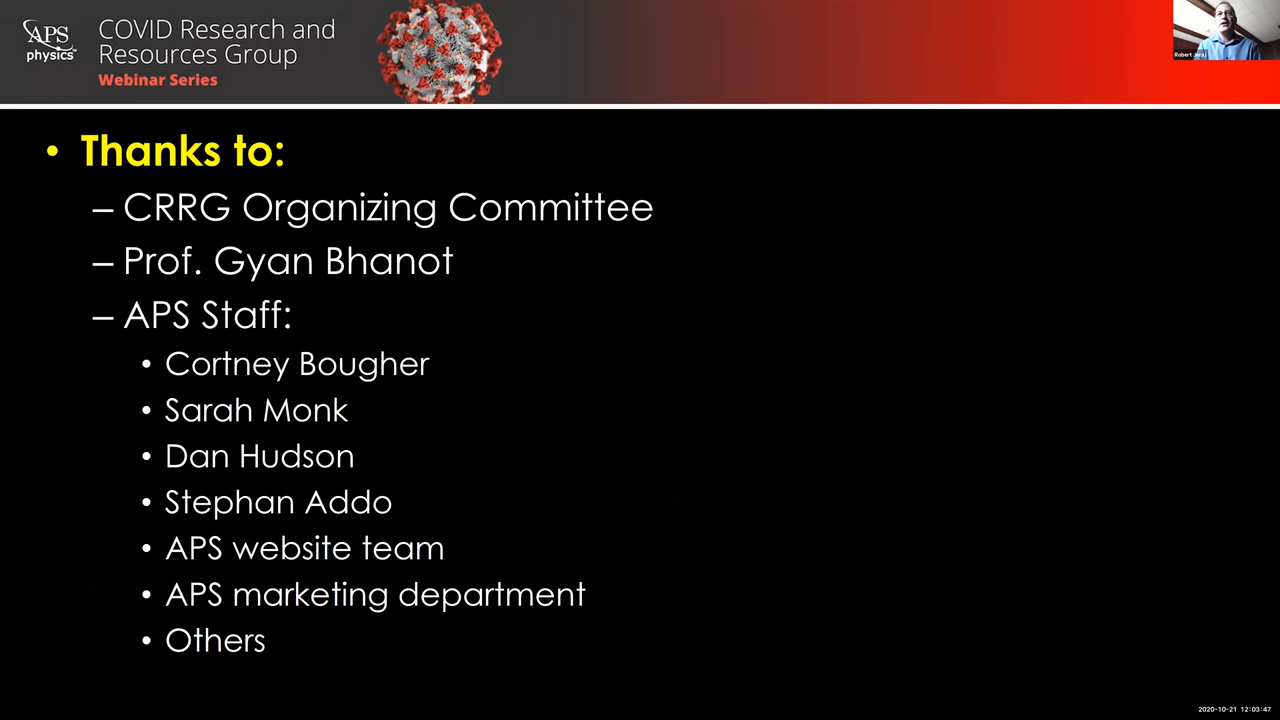 APS
physics
COVID Research and
Resources Group
Webinar Series
Robert Jeraj
• Thanks to:
– CRRG Organizing Committee
– Prof. Gyan Bhanot
– APS Staff:
• Cortney Bougher
• Sarah Monk
• Dan Hudson
• Stephan Addo
• APS website team
• APS marketing department
• Others
2020-10-21 12:03:47